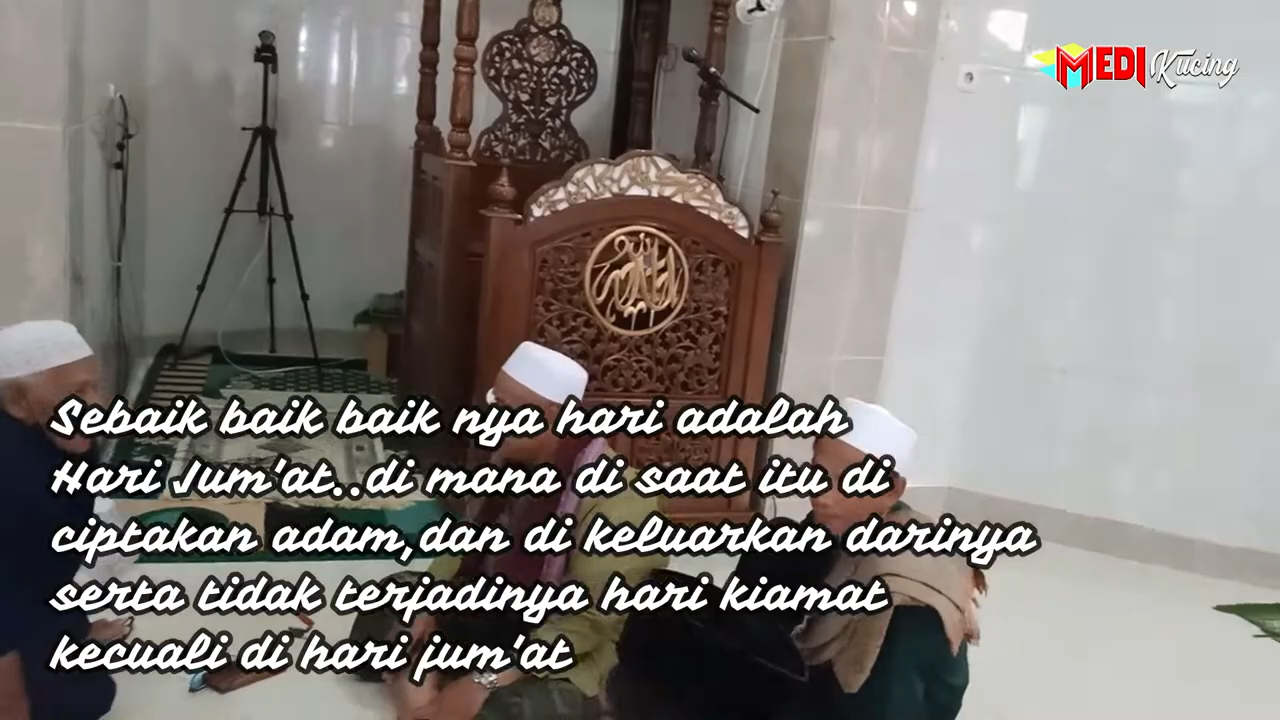 MEDI Kucing
Sebaik baik baik nya hari adalah
Hari Jum'at..di mana di saat itu di
ciptakan adam,dan di keluarkan darinya
serta tidak terjadinya hari kiamat
kecuali di hari jum'at